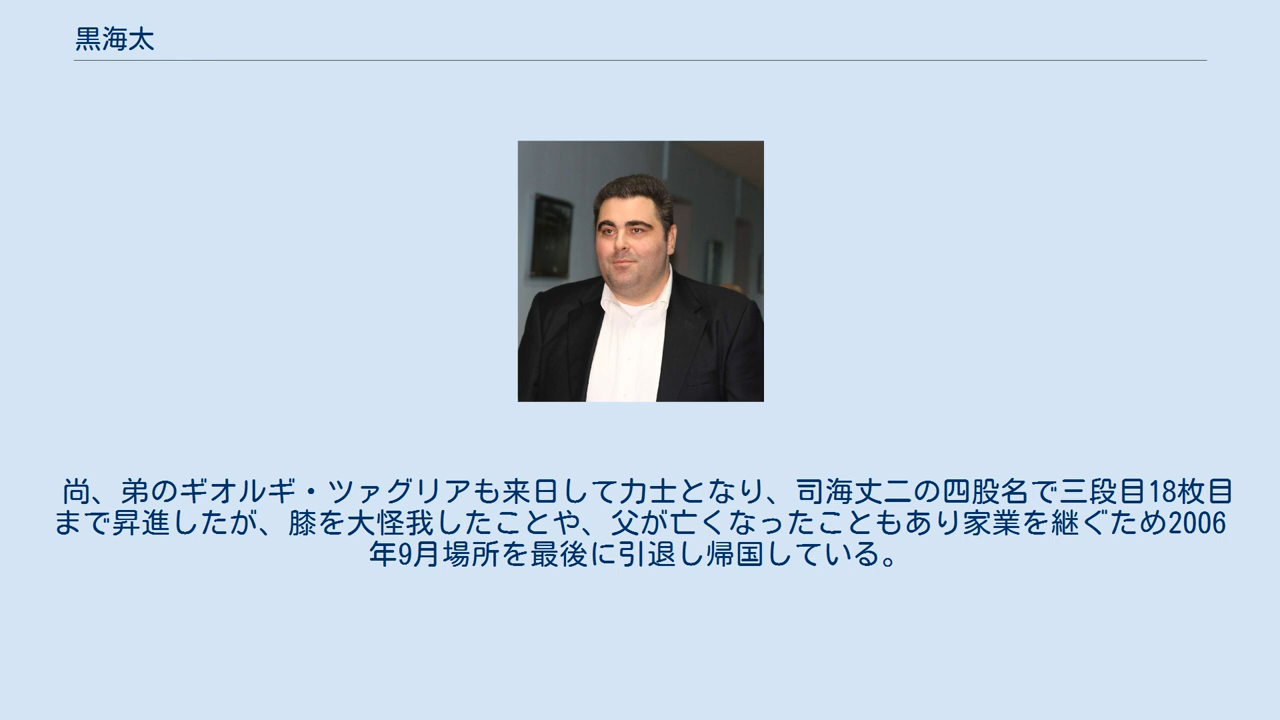 黒海太
尚、弟のギオルギ・ツァグリアも来日して力士となり、司海丈二の四股名で三段目18枚目
まで昇進したが、膝を大怪我したことや、父が亡くなったこともあり家業を継ぐため2006
年9月場所を最後に引退し帰国している。